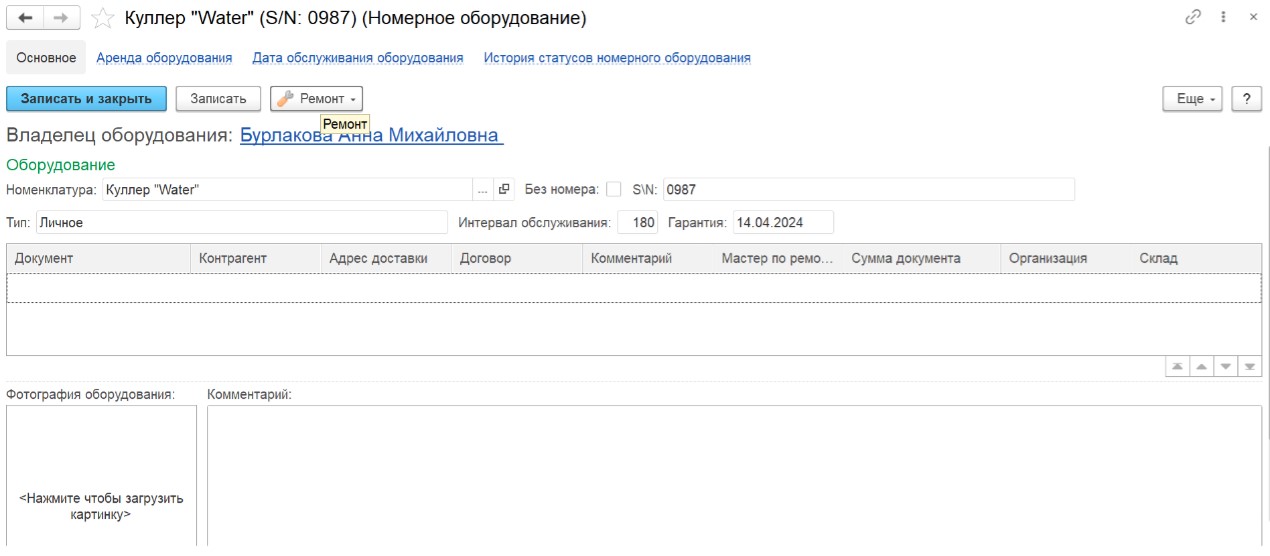 Куллер "Water" (S/N: 0987) (Номерное оборудование)
Основное Аренда оборудования Дата обслуживания оборудования История статусов номерного оборудования
Записать и закрыть Записать Ремонт Еще ?
Ремонт
Владелец оборудования: Бурлакова Анна Михайловна
Оборудование
Номенклатура: Куллер "Water" ... Без номера: S\N: 0987
Тип: Личное Интервал обслуживания: 180 Гарантия: 14.04.2024
Документ Контрагент Адрес доставки Договор Комментарий Мастер по ремо... Сумма документа Организация Склад
Фотография оборудования: Комментарий:
<Нажмите чтобы загрузить
картинку>